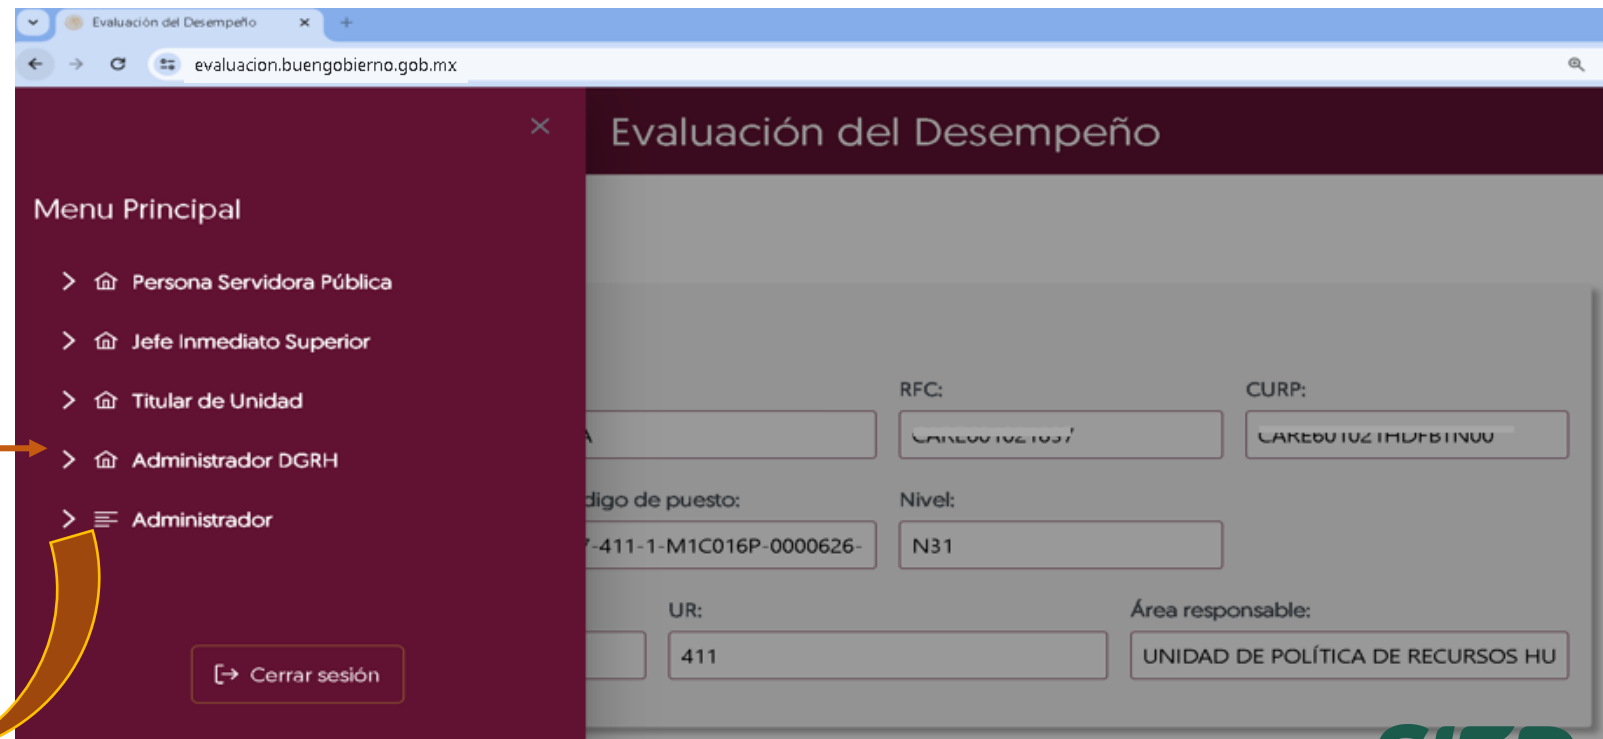 Evaluación del Desempeño
evaluacion.buengobierno.gob.mx
Evaluación del Desempeño
Menu Principal
Persona Servidora Pública
Jefe Inmediato Superior
Titular de Unidad
Administrador DGRH
Administrador
Cerrar sesión
RFC:
CURP:
A
digo de puesto:
Nivel:
-411-1-M1C016P-0000626-
N31
UR:
Área responsable:
411
UNIDAD DE POLÍTICA DE RECURSOS HU